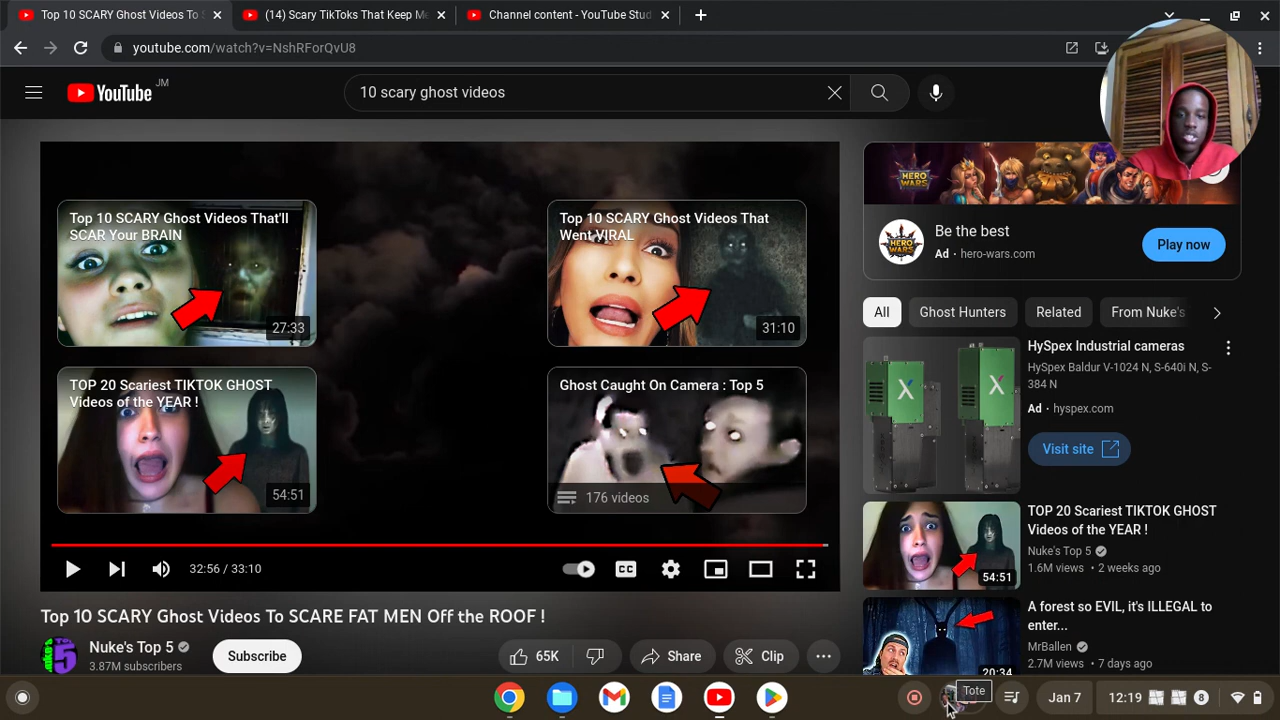 Top 10 SCARY Ghost Videos To S
(14) Scary TikToks That Keep Me
Channel content - YouTube Stud
youtube.com/watch?v=NshRForQvU8
YouTube JM
10 scary ghost videos
Top 10 SCARY Ghost Videos That'll
SCAR Your BRAIN
27:33
Top 10 SCARY Ghost Videos That
Went VIRAL
31:10
TOP 20 Scariest TIKTOK GHOST
Videos of the YEAR !
54:51
Ghost Caught On Camera : Top 5
176 videos
32:56 / 33:10
CC
Top 10 SCARY Ghost Videos To SCARE FAT MEN Off the ROOF !
Nuke's Top 5
3.87M subscribers
Subscribe
65K
Share
Clip
HERO
WARS
HERO
WARS
Be the best
Ad · hero-wars.com
Play now
All
Ghost Hunters
Related
From Nuke's
X X
HySpex Industrial cameras
HySpex Baldur V-1024 N, S-640i N, S-
384 N
Ad · hyspex.com
Visit site
54:51
TOP 20 Scariest TIKTOK GHOST
Videos of the YEAR !
Nuke's Top 5
1.6M views • 2 weeks ago
20:34
A forest so EVIL, it's ILLEGAL to
enter...
MrBallen
2.7M views • 7 days ago
Tote
Jan 7
12:19
8